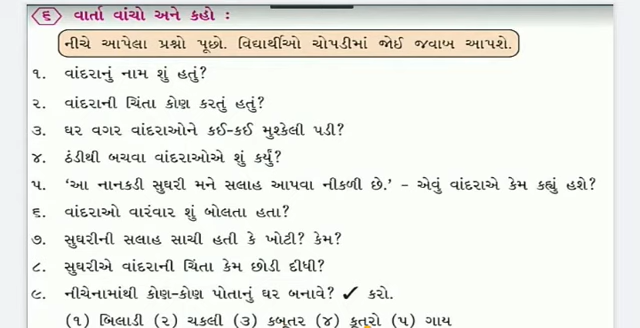 ૬ વાર્તા વાંચો અને કહો :
નીચે આપેલા પ્રશ્નો પૂછો. વિદ્યાર્થીઓ ચોપડીમાં જોઈ જવાબ આપશે.
૧. વાંદરાનું નામ શું હતું?
૨. વાંદરાની ચિંતા કોણ કરતું હતું?
૩. ઘર વગર વાંદરાઓને કઈ-કઈ મુશ્કેલી પડી?
૪. ઠંડીથી બચવા વાંદરાઓએ શું કર્યું?
૫. ‘આ નાનકડી સુઘરી મને સલાહ આપવા નીકળી છે.’ – એવું વાંદરાએ કેમ કહ્યું હશે?
૬. વાંદરાઓ વારંવાર શું બોલતા હતા?
૭. સુઘરીની સલાહ સાચી હતી કે ખોટી? કેમ?
૮. સુઘરીએ વાંદરાની ચિંતા કેમ છોડી દીધી?
૯. નીચેનામાંથી કોણ-કોણ પોતાનું ઘર બનાવે? ✓ કરો.
(૧) બિલાડી (૨) ચકલી (૩) કબૂતર (૪) કૂતરો (૫) ગાય